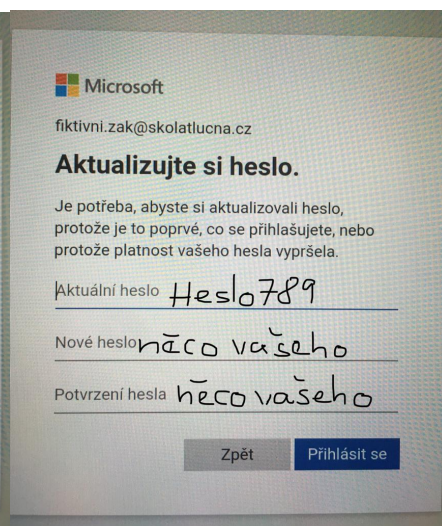 Microsoft
fiktivni.zak@skolatlucna.cz
Aktualizujte si heslo.
Je potřeba, abyste si aktualizovali heslo,
protože je to poprvé, co se přihlašujete, nebo
protože platnost vašeho hesla vypršela.
Aktuální heslo Heslo789
Nové heslo něco vašeho
Potvrzení hesla něco vašeho
Zpět Přihlásit se